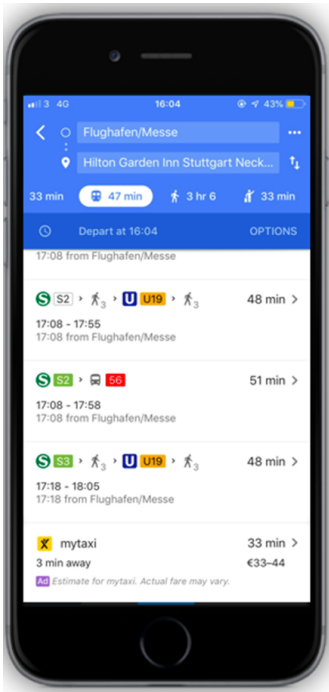 3 4G 16:04 43%
Flughafen/Messe
Hilton Garden Inn Stuttgart Neck...
33 min 47 min 3 hr 6 33 min
Depart at 16:04 OPTIONS
17:08 from Flughafen/Messe
S S2 › 3 › U U19 › 3 48 min
17:08 - 17:55
17:08 from Flughafen/Messe
S S2 › 56 51 min
17:08 - 17:58
17:08 from Flughafen/Messe
S S3 › 3 › U U19 › 3 48 min
17:18 - 18:05
17:18 from Flughafen/Messe
mytaxi 33 min
3 min away €33–44
Ad Estimate for mytaxi. Actual fare may vary.